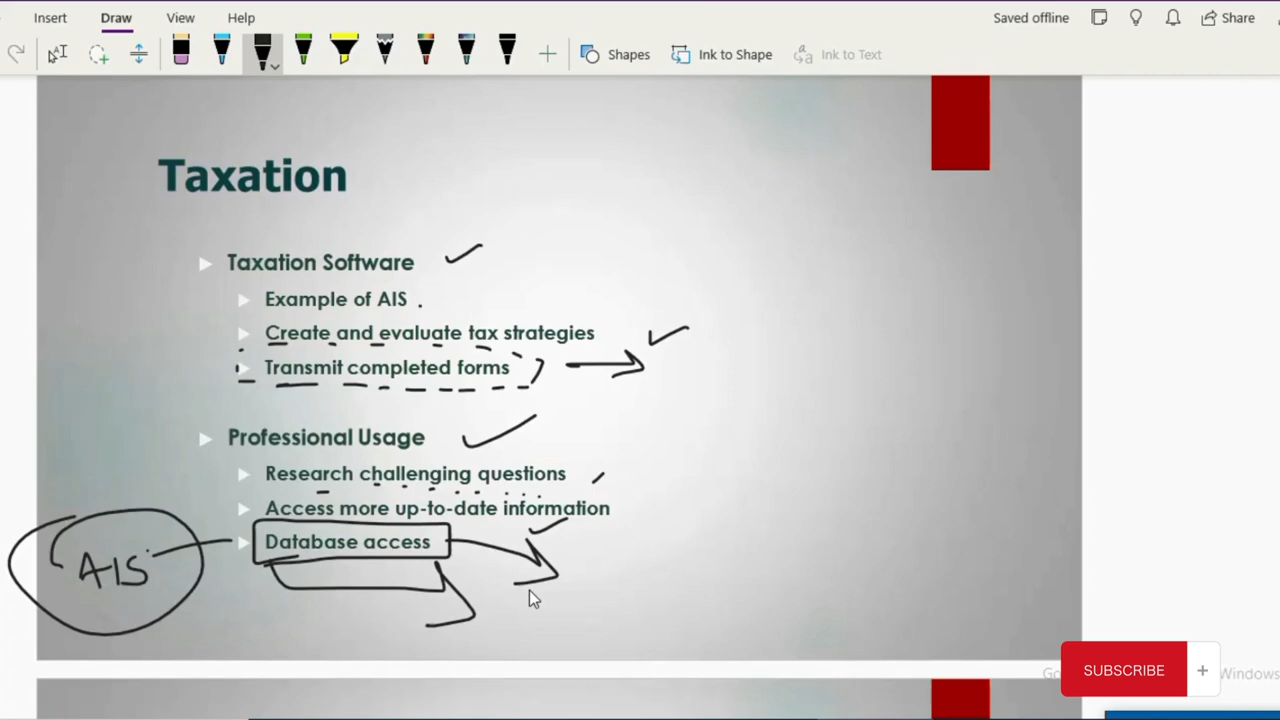 Insert Draw View Help Saved offline Share
Shapes Ink to Shape Ink to Text
Taxation
Taxation Software
Example of AIS
Create and evaluate tax strategies
Transmit completed forms
Professional Usage
Research challenging questions
Access more up-to-date information
Database access
AIS
SUBSCRIBE +
Go Windows